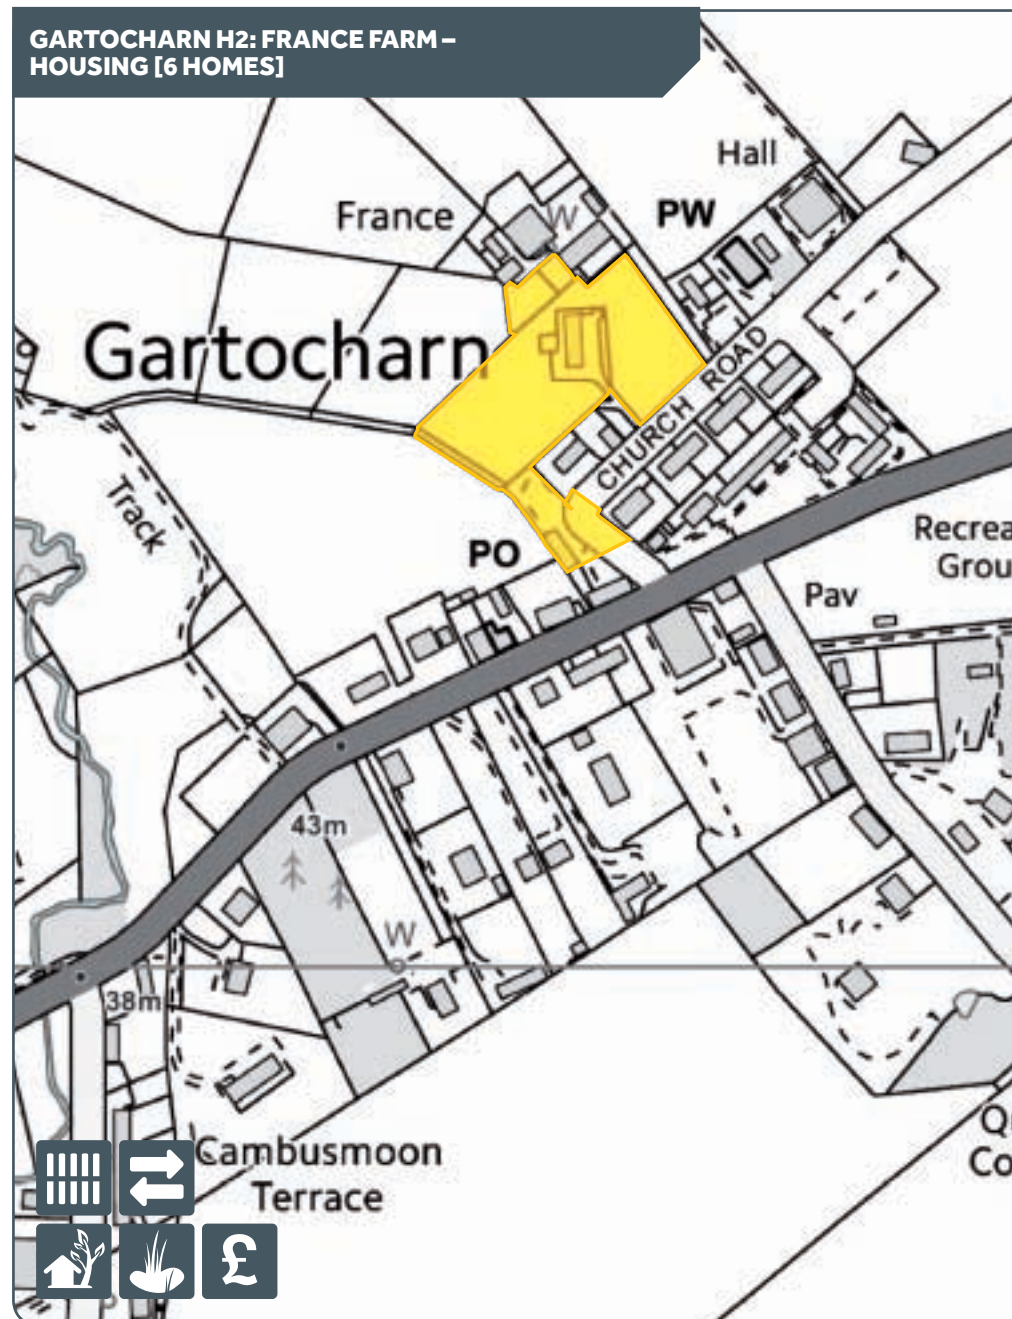 GARTOCHARN H2: FRANCE FARM –
HOUSING [6 HOMES]
Hall
France
W
PW
Gartocharn
CHURCH ROAD
Track
PO
Recrea
Grou
Pav
43m
W
38m
Cambusmoon
Terrace
Q
Co
£